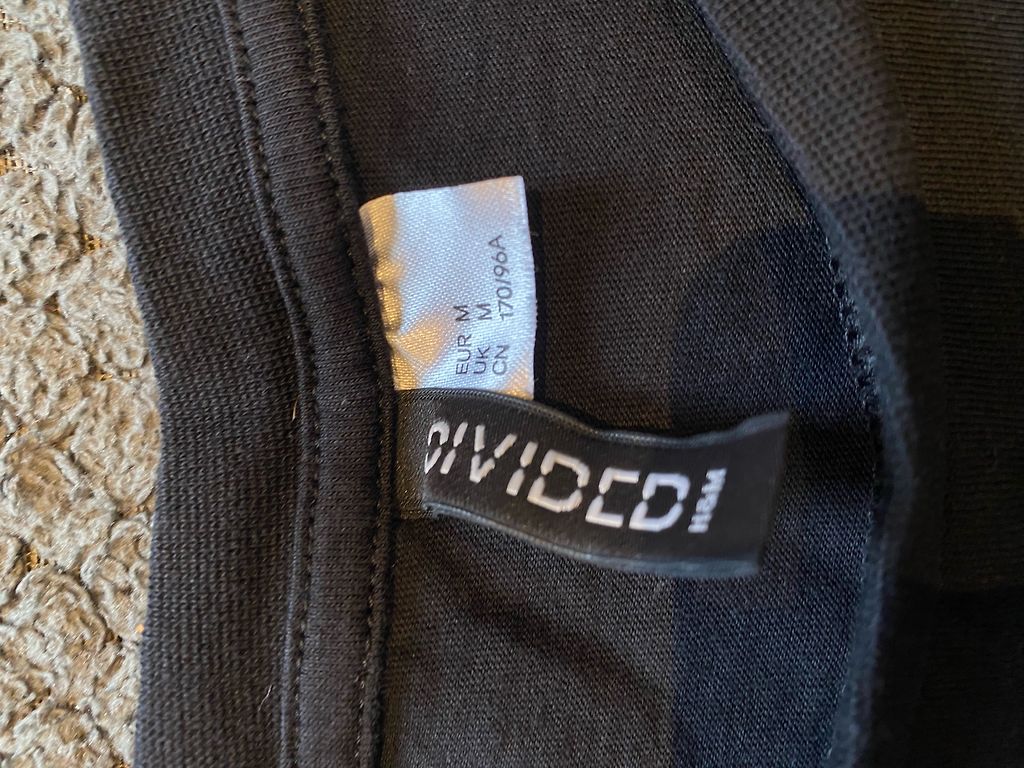 EUR M
UK M
CN 170/96A
DIVIDED
H&M